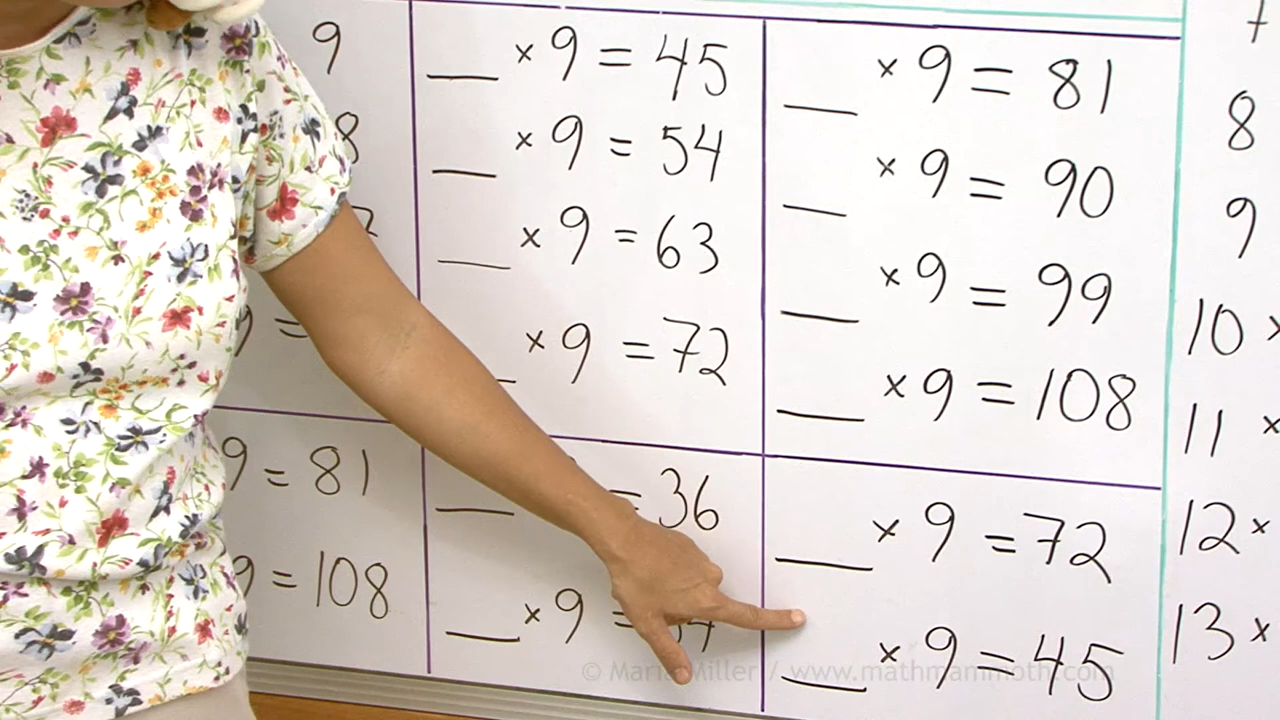 9
8
9 =
9 = 81
9 = 108
__ × 9 = 45
__ × 9 = 54
__ × 9 = 63
__ × 9 = 72
__ = 36
__ × 9 =
__ × 9 = 81
__ × 9 = 90
__ × 9 = 99
__ × 9 = 108
__ × 9 = 72
__ × 9 = 45
8
9
10 ×
11 ×
12 ×
13 ×
© Maria Miller / www.mathmammoth.com